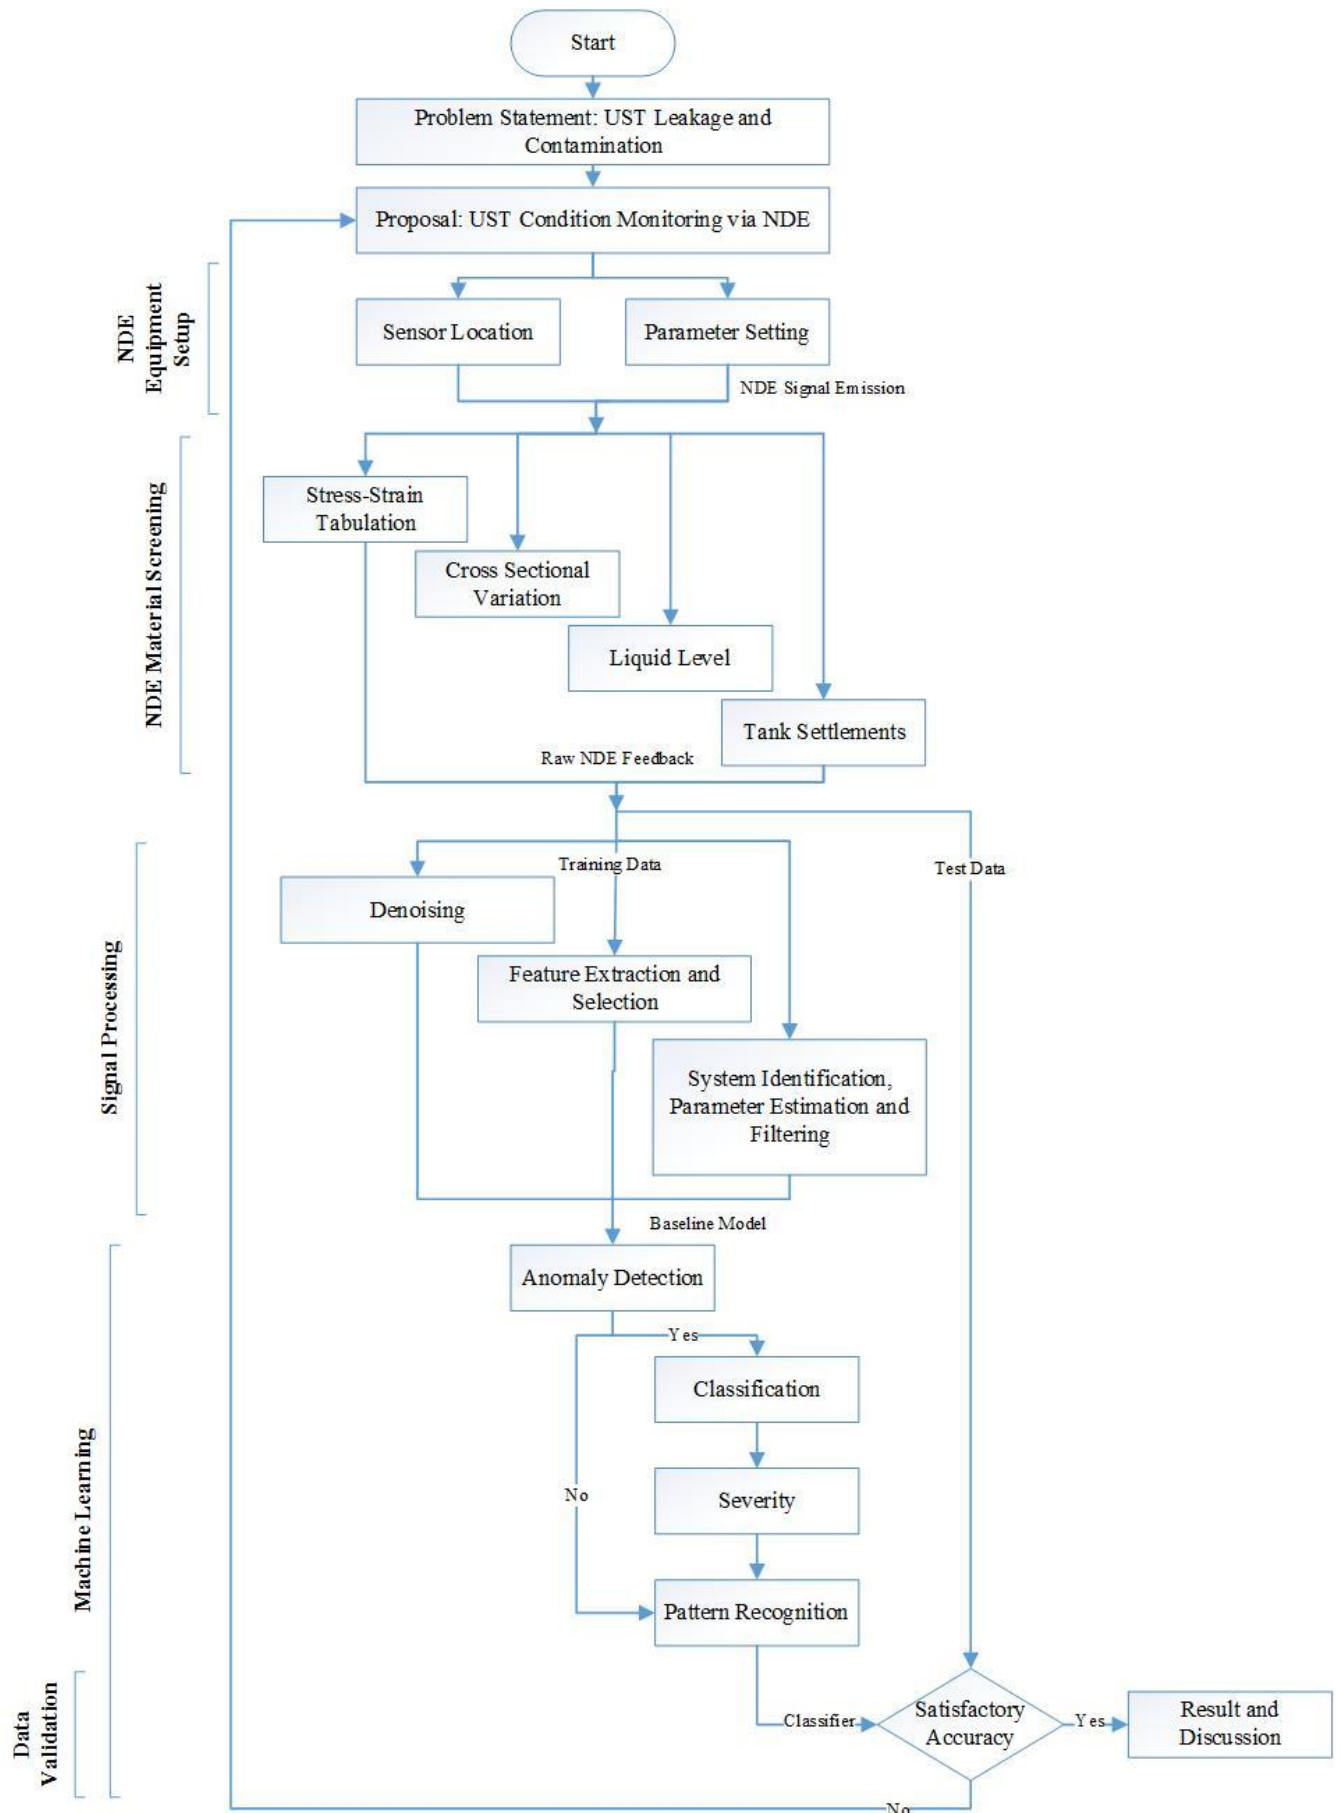 Start
Problem Statement: UST Leakage and
Contamination
Proposal: UST Condition Monitoring via NDE
NDE
Equipment
Setup
Sensor Location
Parameter Setting
NDE Signal Emission
NDE Material Screening
Stress-Strain
Tabulation
Cross Sectional
Variation
Liquid Level
Tank Settlements
Raw NDE Feedback
Signal Processing
Training Data
Test Data
Denoising
Feature Extraction and
Selection
System Identification,
Parameter Estimation and
Filtering
Baseline Model
Machine Learning
Anomaly Detection
Yes
Classification
No
Severity
Pattern Recognition
Data
Validation
Classifier
Satisfactory
Accuracy
Yes
Result and
Discussion
No